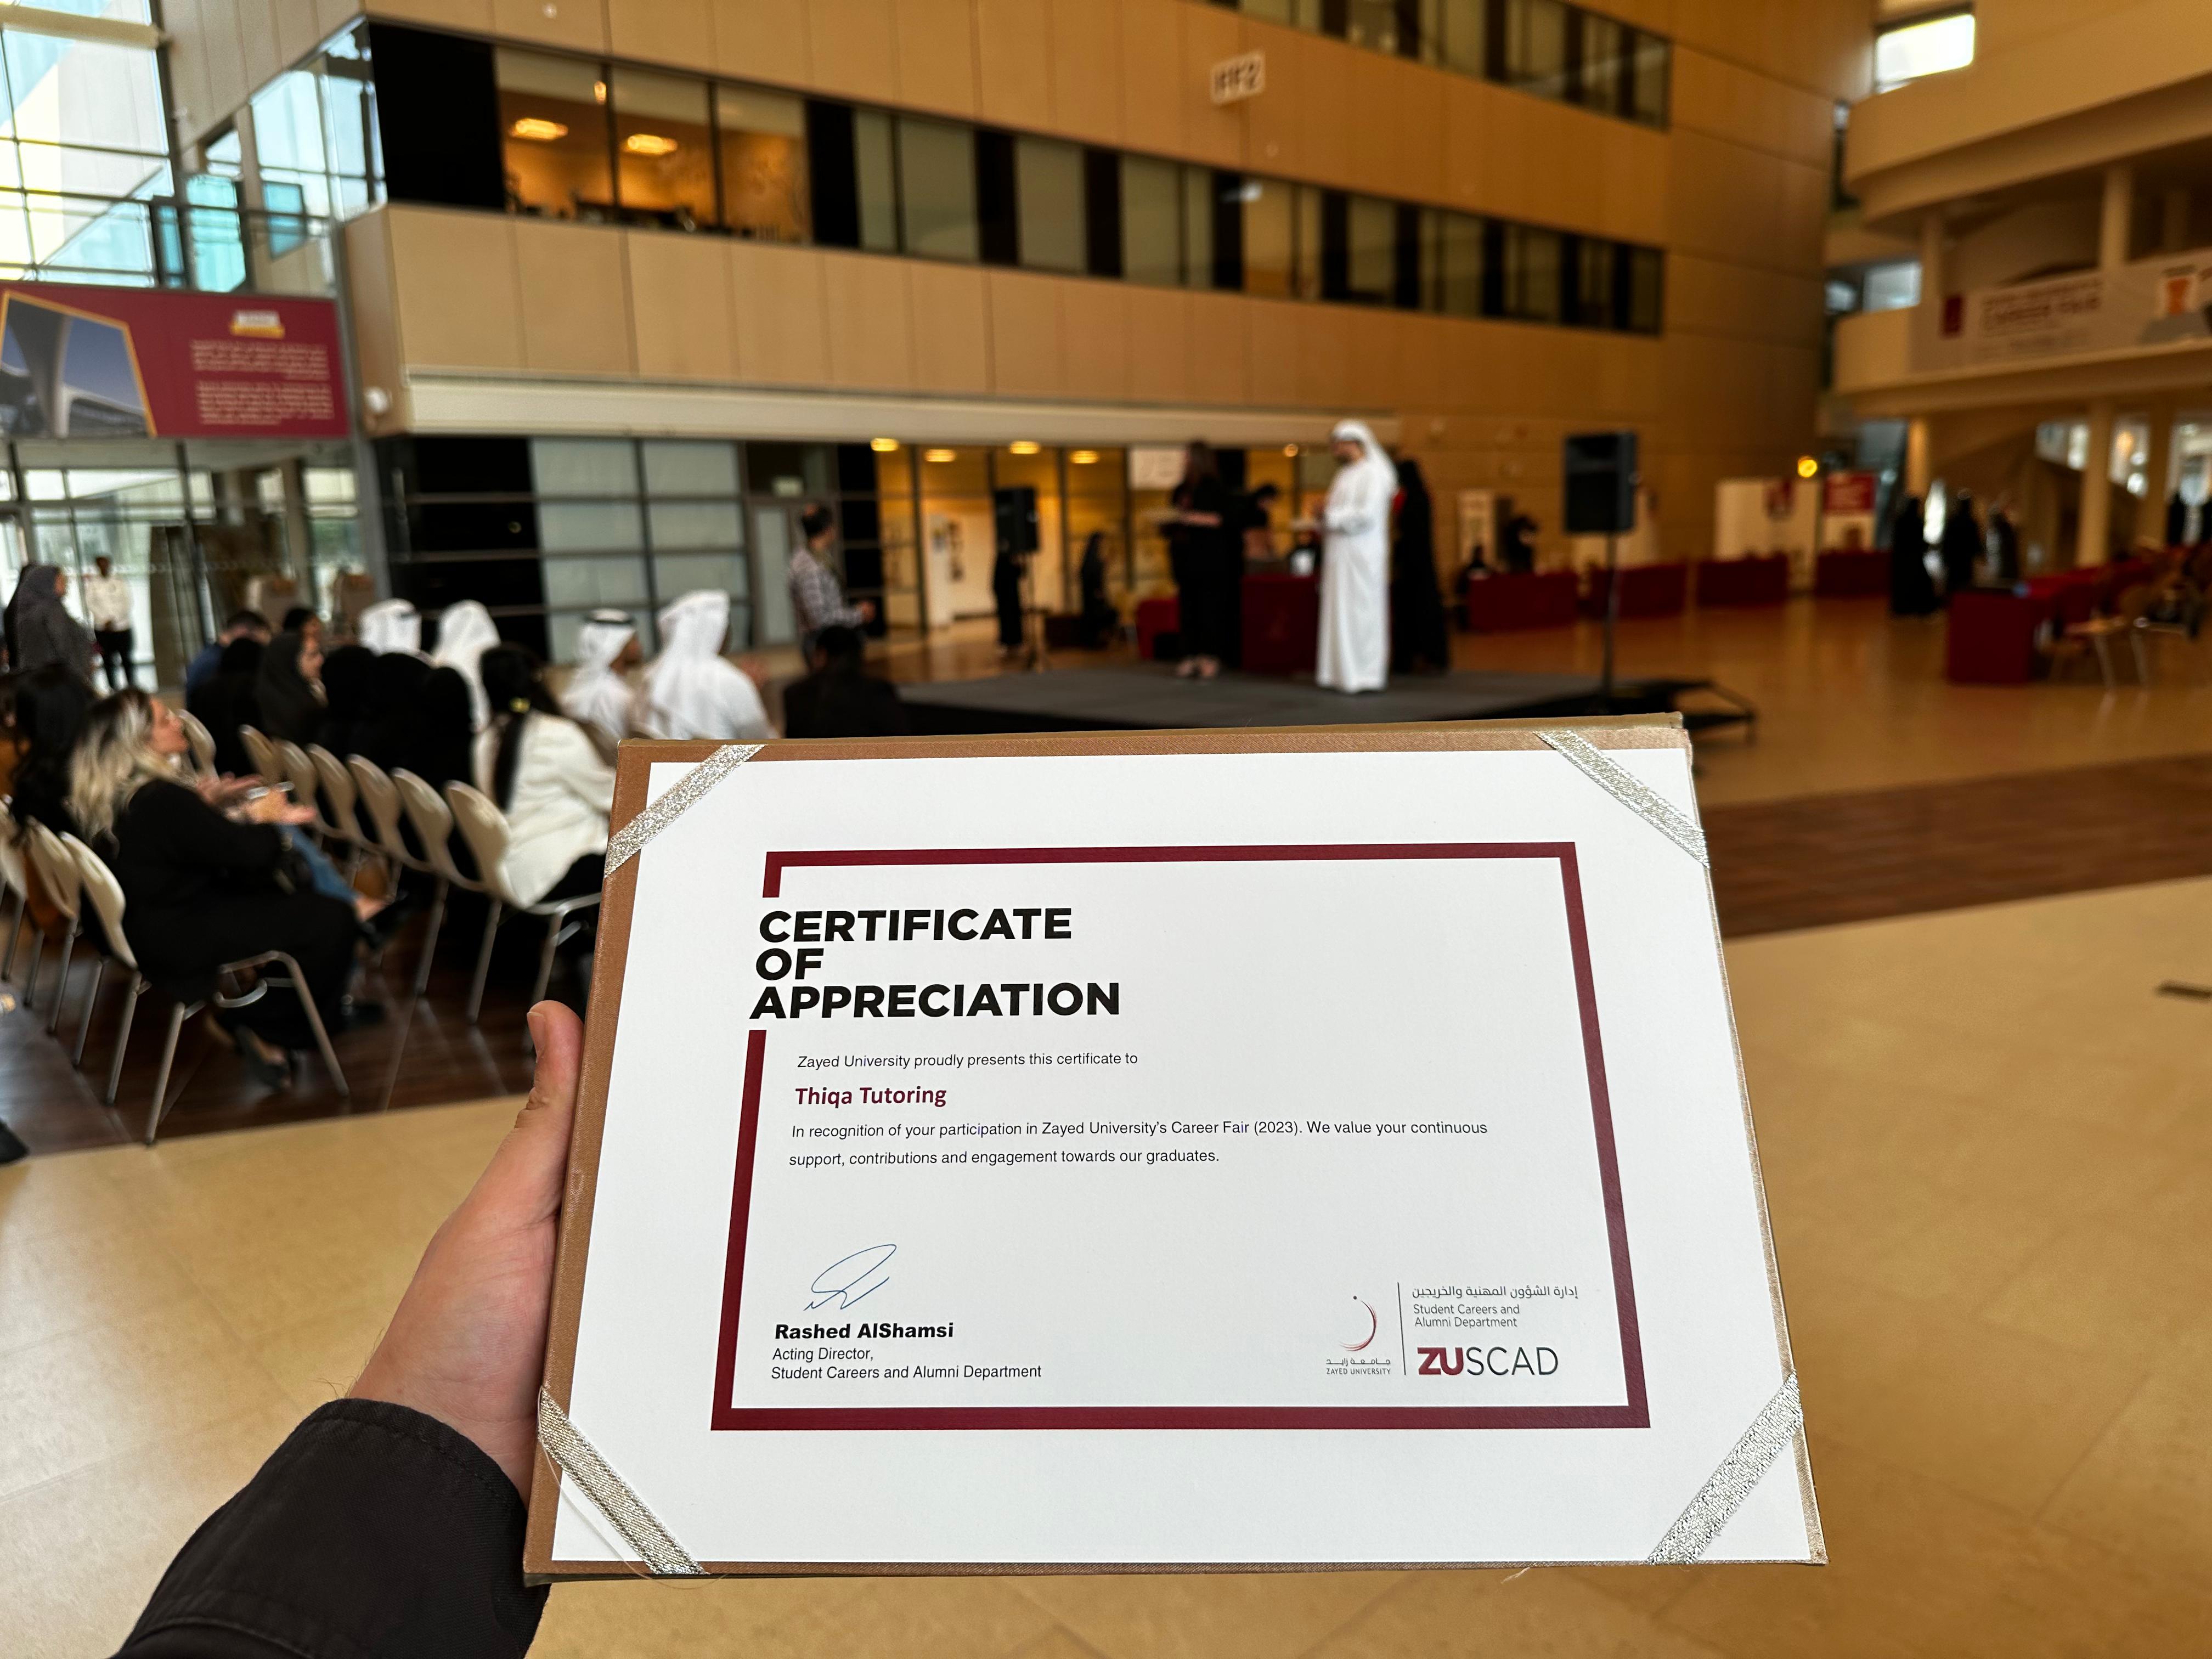 FF2
CAREER FAIR
CERTIFICATE
OF
APPRECIATION
Zayed University proudly presents this certificate to
Thiqa Tutoring
In recognition of your participation in Zayed University's Career Fair (2023). We value your continuous
support, contributions and engagement towards our graduates.
Rashed AlShamsi
Acting Director,
Student Careers and Alumni Department
جامعة زايد
ZAYED UNIVERSITY
إدارة الشؤون المهنية والخريجين
Student Careers and
Alumni Department
ZUSCAD